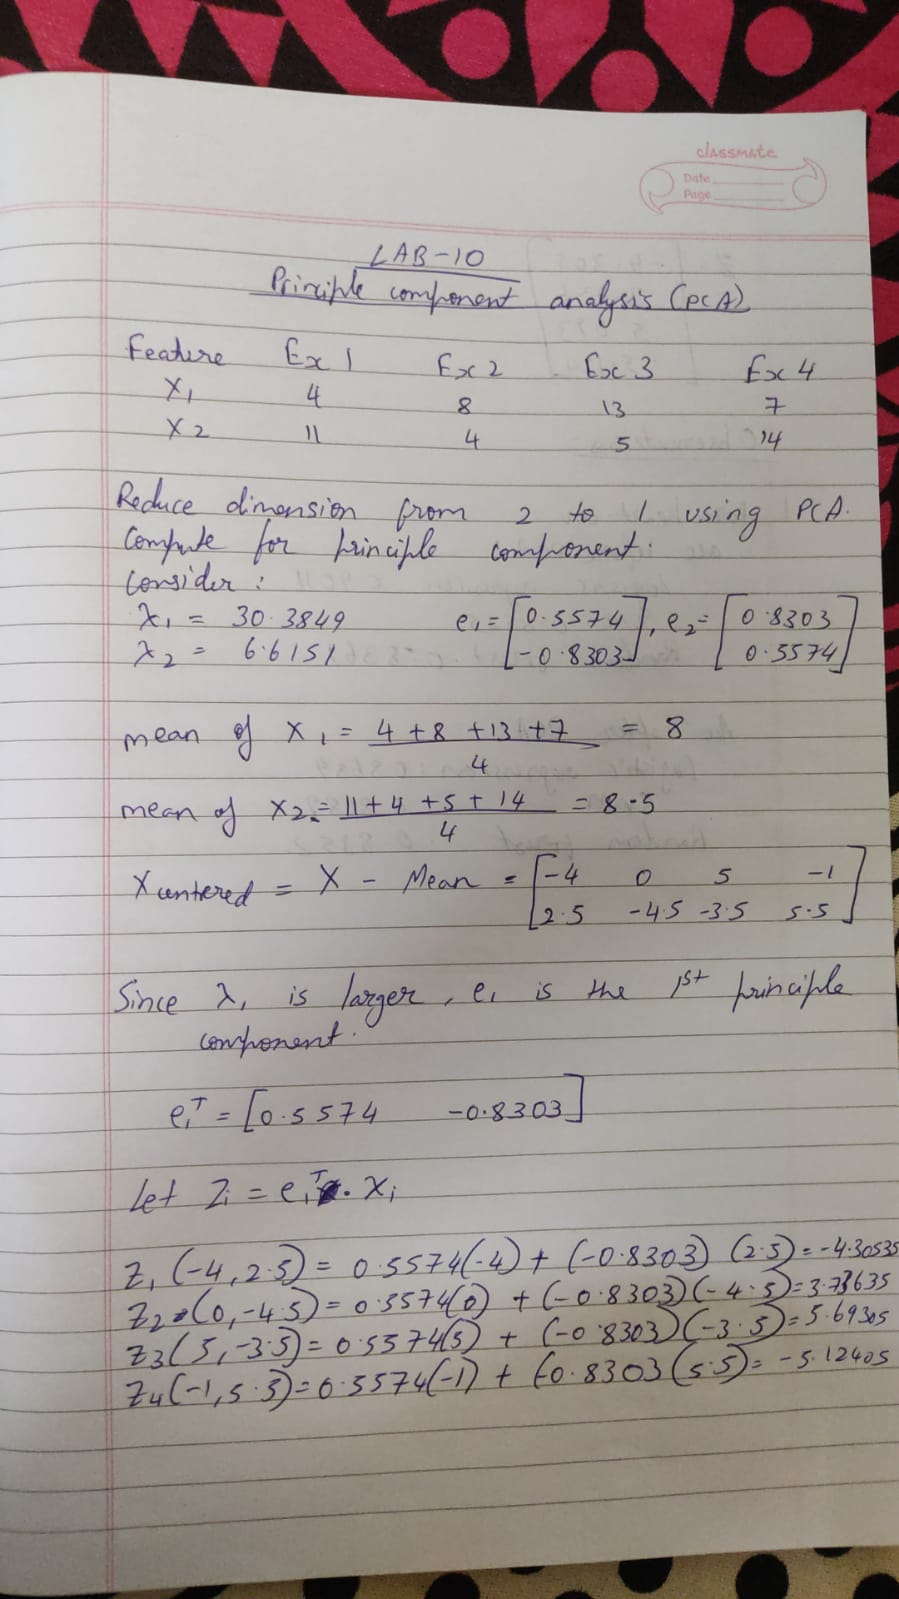 classmate
Date
Page
LAB-10
Principle component analysis (PCA)
Feature Ex 1 Ex 2 Ex 3 Ex 4
X1 4 8 13 7
X2 11 4 5 14
Reduce dimension from 2 to 1 using PCA.
Compute for principle component.
Consider :
λ1 = 30.3849 e1 = [0.5574 , e2 = [0.8303
λ2 = 6.6151 -0.8303] 0.5574]
mean of X1 = 4 + 8 + 13 + 7 = 8
4
mean of X2 = 11 + 4 + 5 + 14 = 8.5
4
X centered = X - Mean = [-4 0 5 -1
2.5 -4.5 -3.5 5.5]
Since λ1 is larger, e1 is the 1st principle
component.
e1ᵀ = [0.5574 -0.8303]
Let Zi = e1ᵀ . Xi
Z1 (-4, 2.5) = 0.5574(-4) + (-0.8303) (2.5) = -4.30535
Z2 = (0, -4.5) = 0.5574(0) + (-0.8303)(-4.5) = 3.73635
Z3 (5, -3.5) = 0.5574(5) + (-0.8303)(-3.5) = 5.69305
Z4 (-1, 5.5) = 0.5574(-1) + (-0.8303 (5.5) = -5.12405